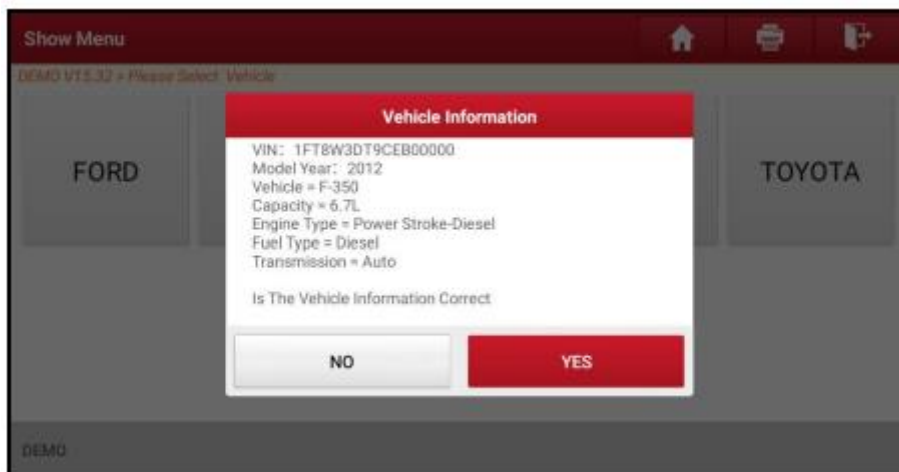 Show Menu
DEMO V15.32 > Please Select Vehicle
Vehicle Information
VIN: 1FT8W3DT9CEB00000
Model Year: 2012
Vehicle = F-350
Capacity = 6.7L
Engine Type = Power Stroke-Diesel
Fuel Type = Diesel
Transmission = Auto
Is The Vehicle Information Correct
NO
YES
FORD
TOYOTA
DEMO